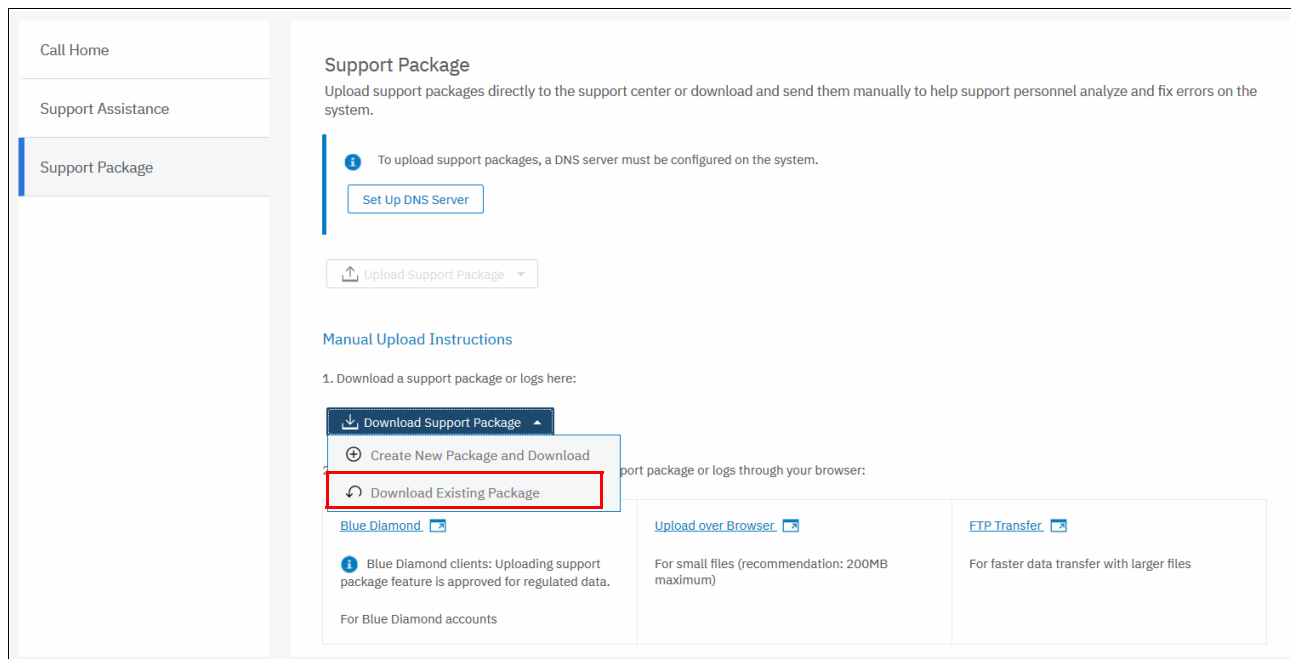 Call Home
Support Assistance
Support Package
Support Package
Upload support packages directly to the support center or download and send them manually to help support personnel analyze and fix errors on the
system.
To upload support packages, a DNS server must be configured on the system.
Set Up DNS Server
Upload Support Package
Manual Upload Instructions
1. Download a support package or logs here:
Download Support Package
Create New Package and Download
port package or logs through your browser:
Download Existing Package
Blue Diamond
Blue Diamond clients: Uploading support
package feature is approved for regulated data.
For Blue Diamond accounts
Upload over Browser
For small files (recommendation: 200MB
maximum)
FTP Transfer
For faster data transfer with larger files